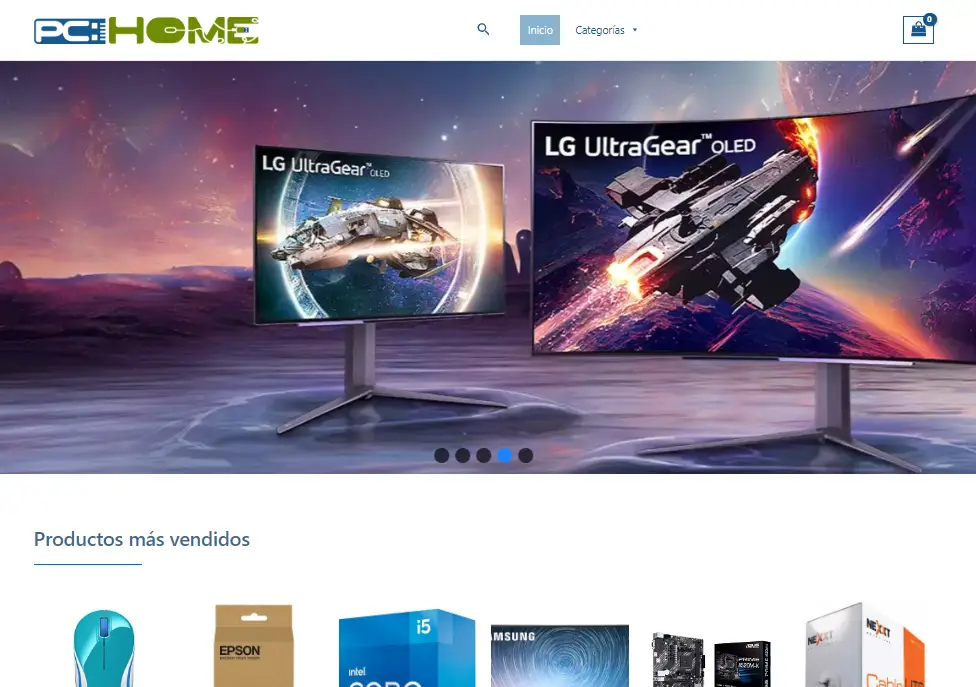 PC HOME
Inicio
Categorías
0
LG UltraGear™ OLED
LG UltraGear™ OLED
Productos más vendidos
EPSON
i5
intel
CORE
SAMSUNG
NEXXT
NEXXT